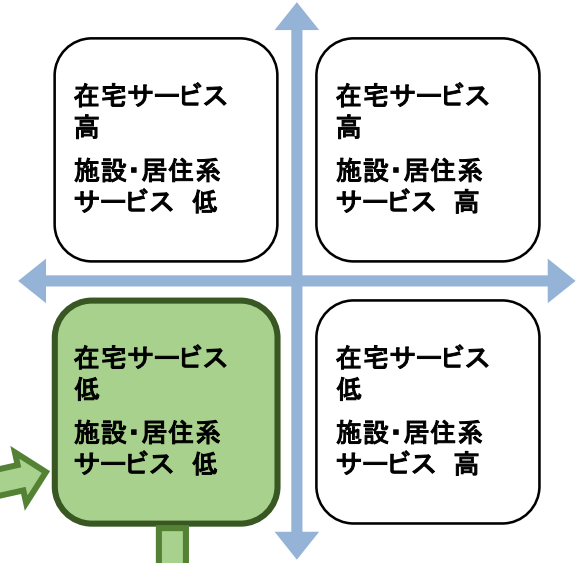 在宅サービス
高
施設・居住系
サービス　低
在宅サービス
高
施設・居住系
サービス　高
在宅サービス
低
施設・居住系
サービス　低
在宅サービス
低
施設・居住系
サービス　高